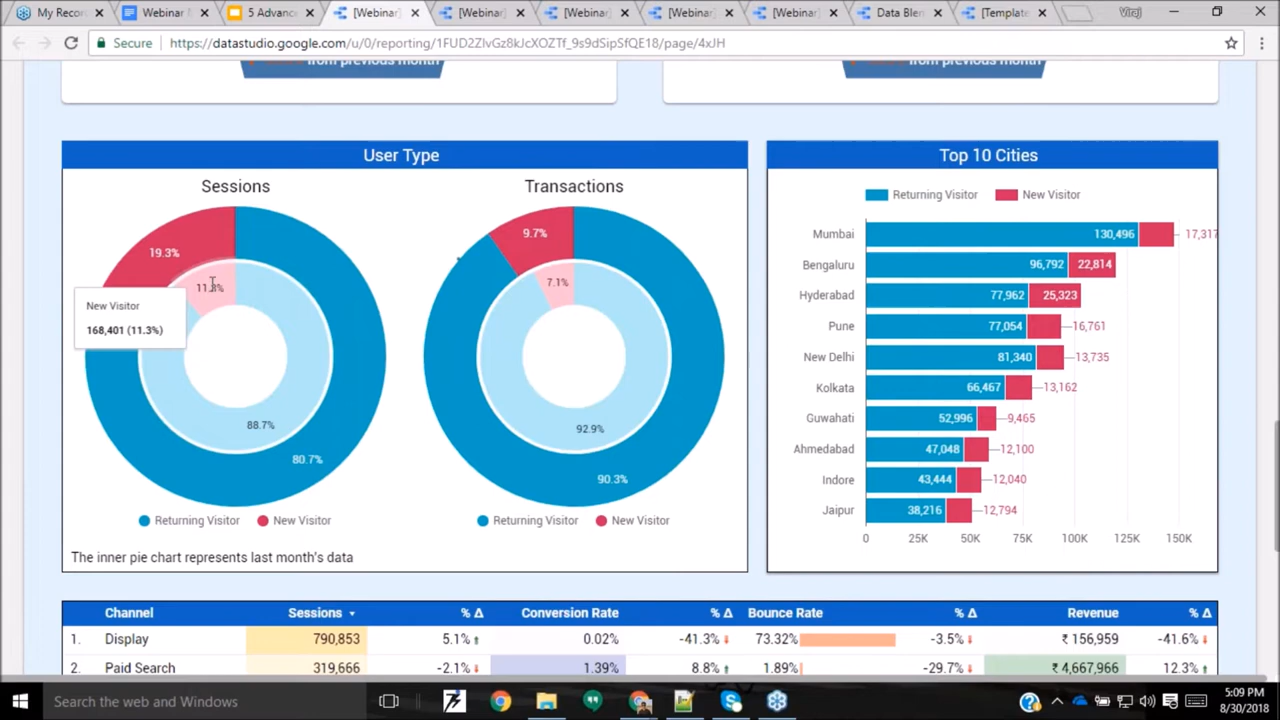 My Recor
Webinar M
5 Advance
[Webinar]
[Webinar]
[Webinar]
[Webinar]
[Webinar]
Data Blen
[Template
Viraj
Secure
https://datastudio.google.com/u/0/reporting/1FUD2ZIvGz8kJcXOZTf_9s9dSipSfQE18/page/4xJH
from previous month
from previous month
User Type
Sessions
Transactions
19.3%
11.3%
88.7%
80.7%
New Visitor
168,401 (11.3%)
9.7%
7.1%
92.9%
90.3%
Returning Visitor
New Visitor
Returning Visitor
New Visitor
The inner pie chart represents last month's data
Top 10 Cities
Returning Visitor
New Visitor
Mumbai 130,496 17,317
Bengaluru 96,792 22,814
Hyderabad 77,962 25,323
Pune 77,054 16,761
New Delhi 81,340 13,735
Kolkata 66,467 13,162
Guwahati 52,996 9,465
Ahmedabad 47,048 12,100
Indore 43,444 12,040
Jaipur 38,216 12,794
0 25K 50K 75K 100K 125K 150K
Channel Sessions % Δ Conversion Rate % Δ Bounce Rate % Δ Revenue % Δ
1. Display 790,853 5.1% 0.02% -41.3% 73.32% -3.5% ₹ 156,959 -41.6%
2. Paid Search 319,666 -2.1% 1.39% 8.8% 1.89% -29.7% ₹ 4,667,966 12.3%
Search the web and Windows
5:09 PM
8/30/2018